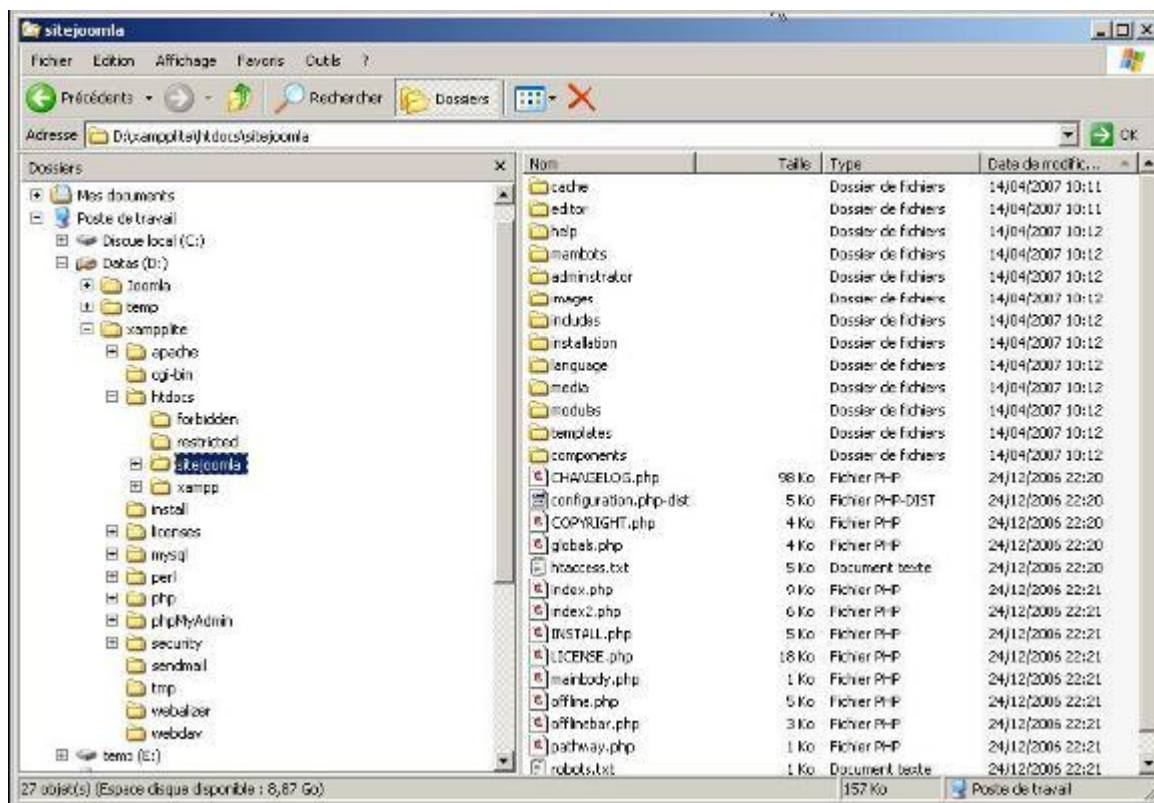 sitejoomla
Fichier Edition Affichage Favoris Outils ?
Précédente Rechercher Dossiers
Adresse D:\xampplite\htdocs\sitejoomla OK
Dossiers
Mes documents
Poste de travail
Disque local (C:)
Datas (D:)
Joomla
temp
xampplite
apache
cgi-bin
htdocs
forbidden
restricted
sitejoomla
xampp
install
licenses
mysql
perl
php
phpMyAdmin
security
sendmail
tmp
webalizer
webdav
temp (E:)
Nom Taille Type Date de modific...
cache Dossier de fichiers 14/04/2007 10:11
editor Dossier de fichiers 14/04/2007 10:11
help Dossier de fichiers 14/04/2007 10:12
mambots Dossier de fichiers 14/04/2007 10:12
administrator Dossier de fichiers 14/04/2007 10:12
images Dossier de fichiers 14/04/2007 10:12
includes Dossier de fichiers 14/04/2007 10:12
installation Dossier de fichiers 14/04/2007 10:12
language Dossier de fichiers 14/04/2007 10:12
media Dossier de fichiers 14/04/2007 10:12
modules Dossier de fichiers 14/04/2007 10:12
templates Dossier de fichiers 14/04/2007 10:12
components Dossier de fichiers 14/04/2007 10:12
CHANGELOG.php 98 Ko Fichier PHP 24/12/2006 22:20
configuration.php-dist 5 Ko Fichier PHP-DIST 24/12/2006 22:20
COPYRIGHT.php 4 Ko Fichier PHP 24/12/2006 22:20
globals.php 4 Ko Fichier PHP 24/12/2006 22:20
htaccess.txt 5 Ko Document texte 24/12/2006 22:20
index.php 9 Ko Fichier PHP 24/12/2006 22:21
index2.php 6 Ko Fichier PHP 24/12/2006 22:21
INSTALL.php 5 Ko Fichier PHP 24/12/2006 22:21
LICENSE.php 18 Ko Fichier PHP 24/12/2006 22:21
mainbody.php 1 Ko Fichier PHP 24/12/2006 22:21
offline.php 5 Ko Fichier PHP 24/12/2006 22:21
offlinebar.php 3 Ko Fichier PHP 24/12/2006 22:21
pathway.php 1 Ko Fichier PHP 24/12/2006 22:21
robots.txt 1 Ko Document texte 24/12/2006 22:21
27 objet(s) (Espace disque disponible : 8,87 Go) 157 Ko Poste de travail